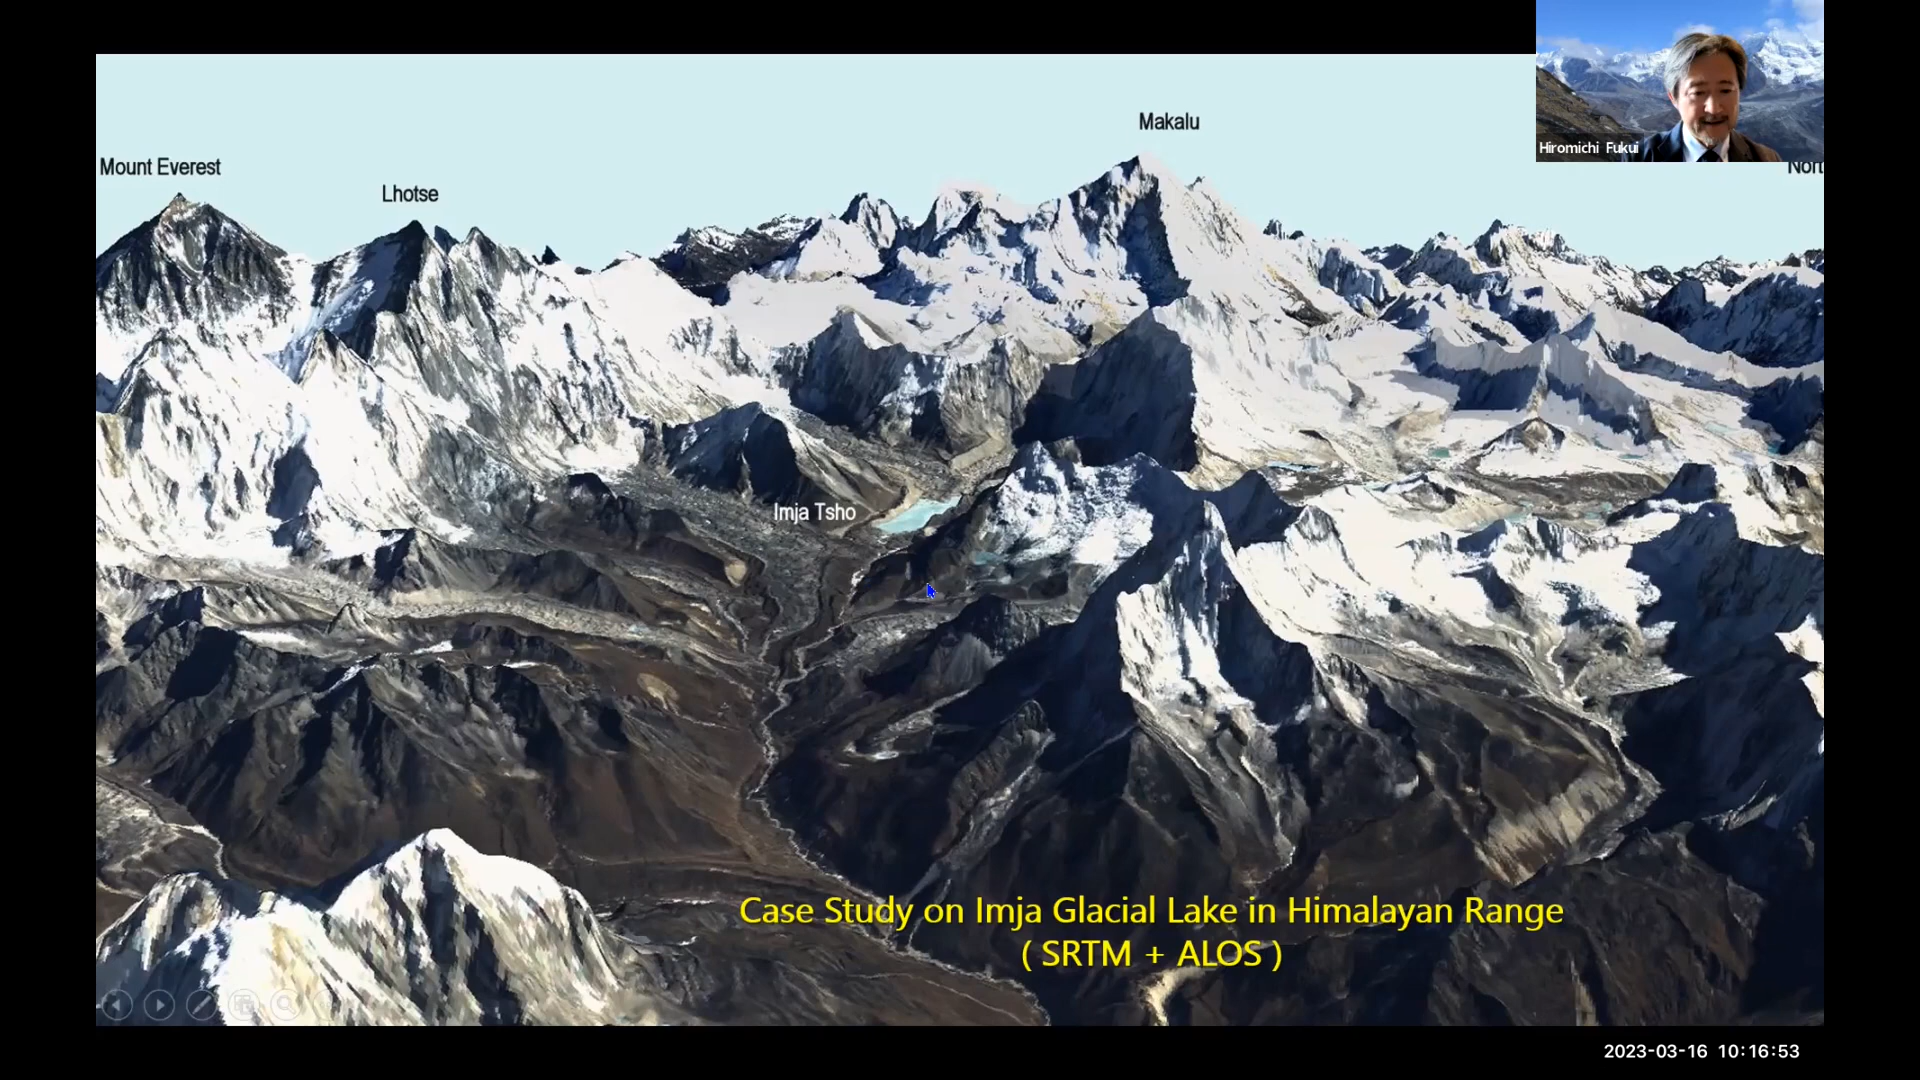 Makalu
Mount Everest
Lhotse
Hiromichi Fukui
Imja Tsho
Case Study on Imja Glacial Lake in Himalayan Range
( SRTM + ALOS )
2023-03-16 10:16:53